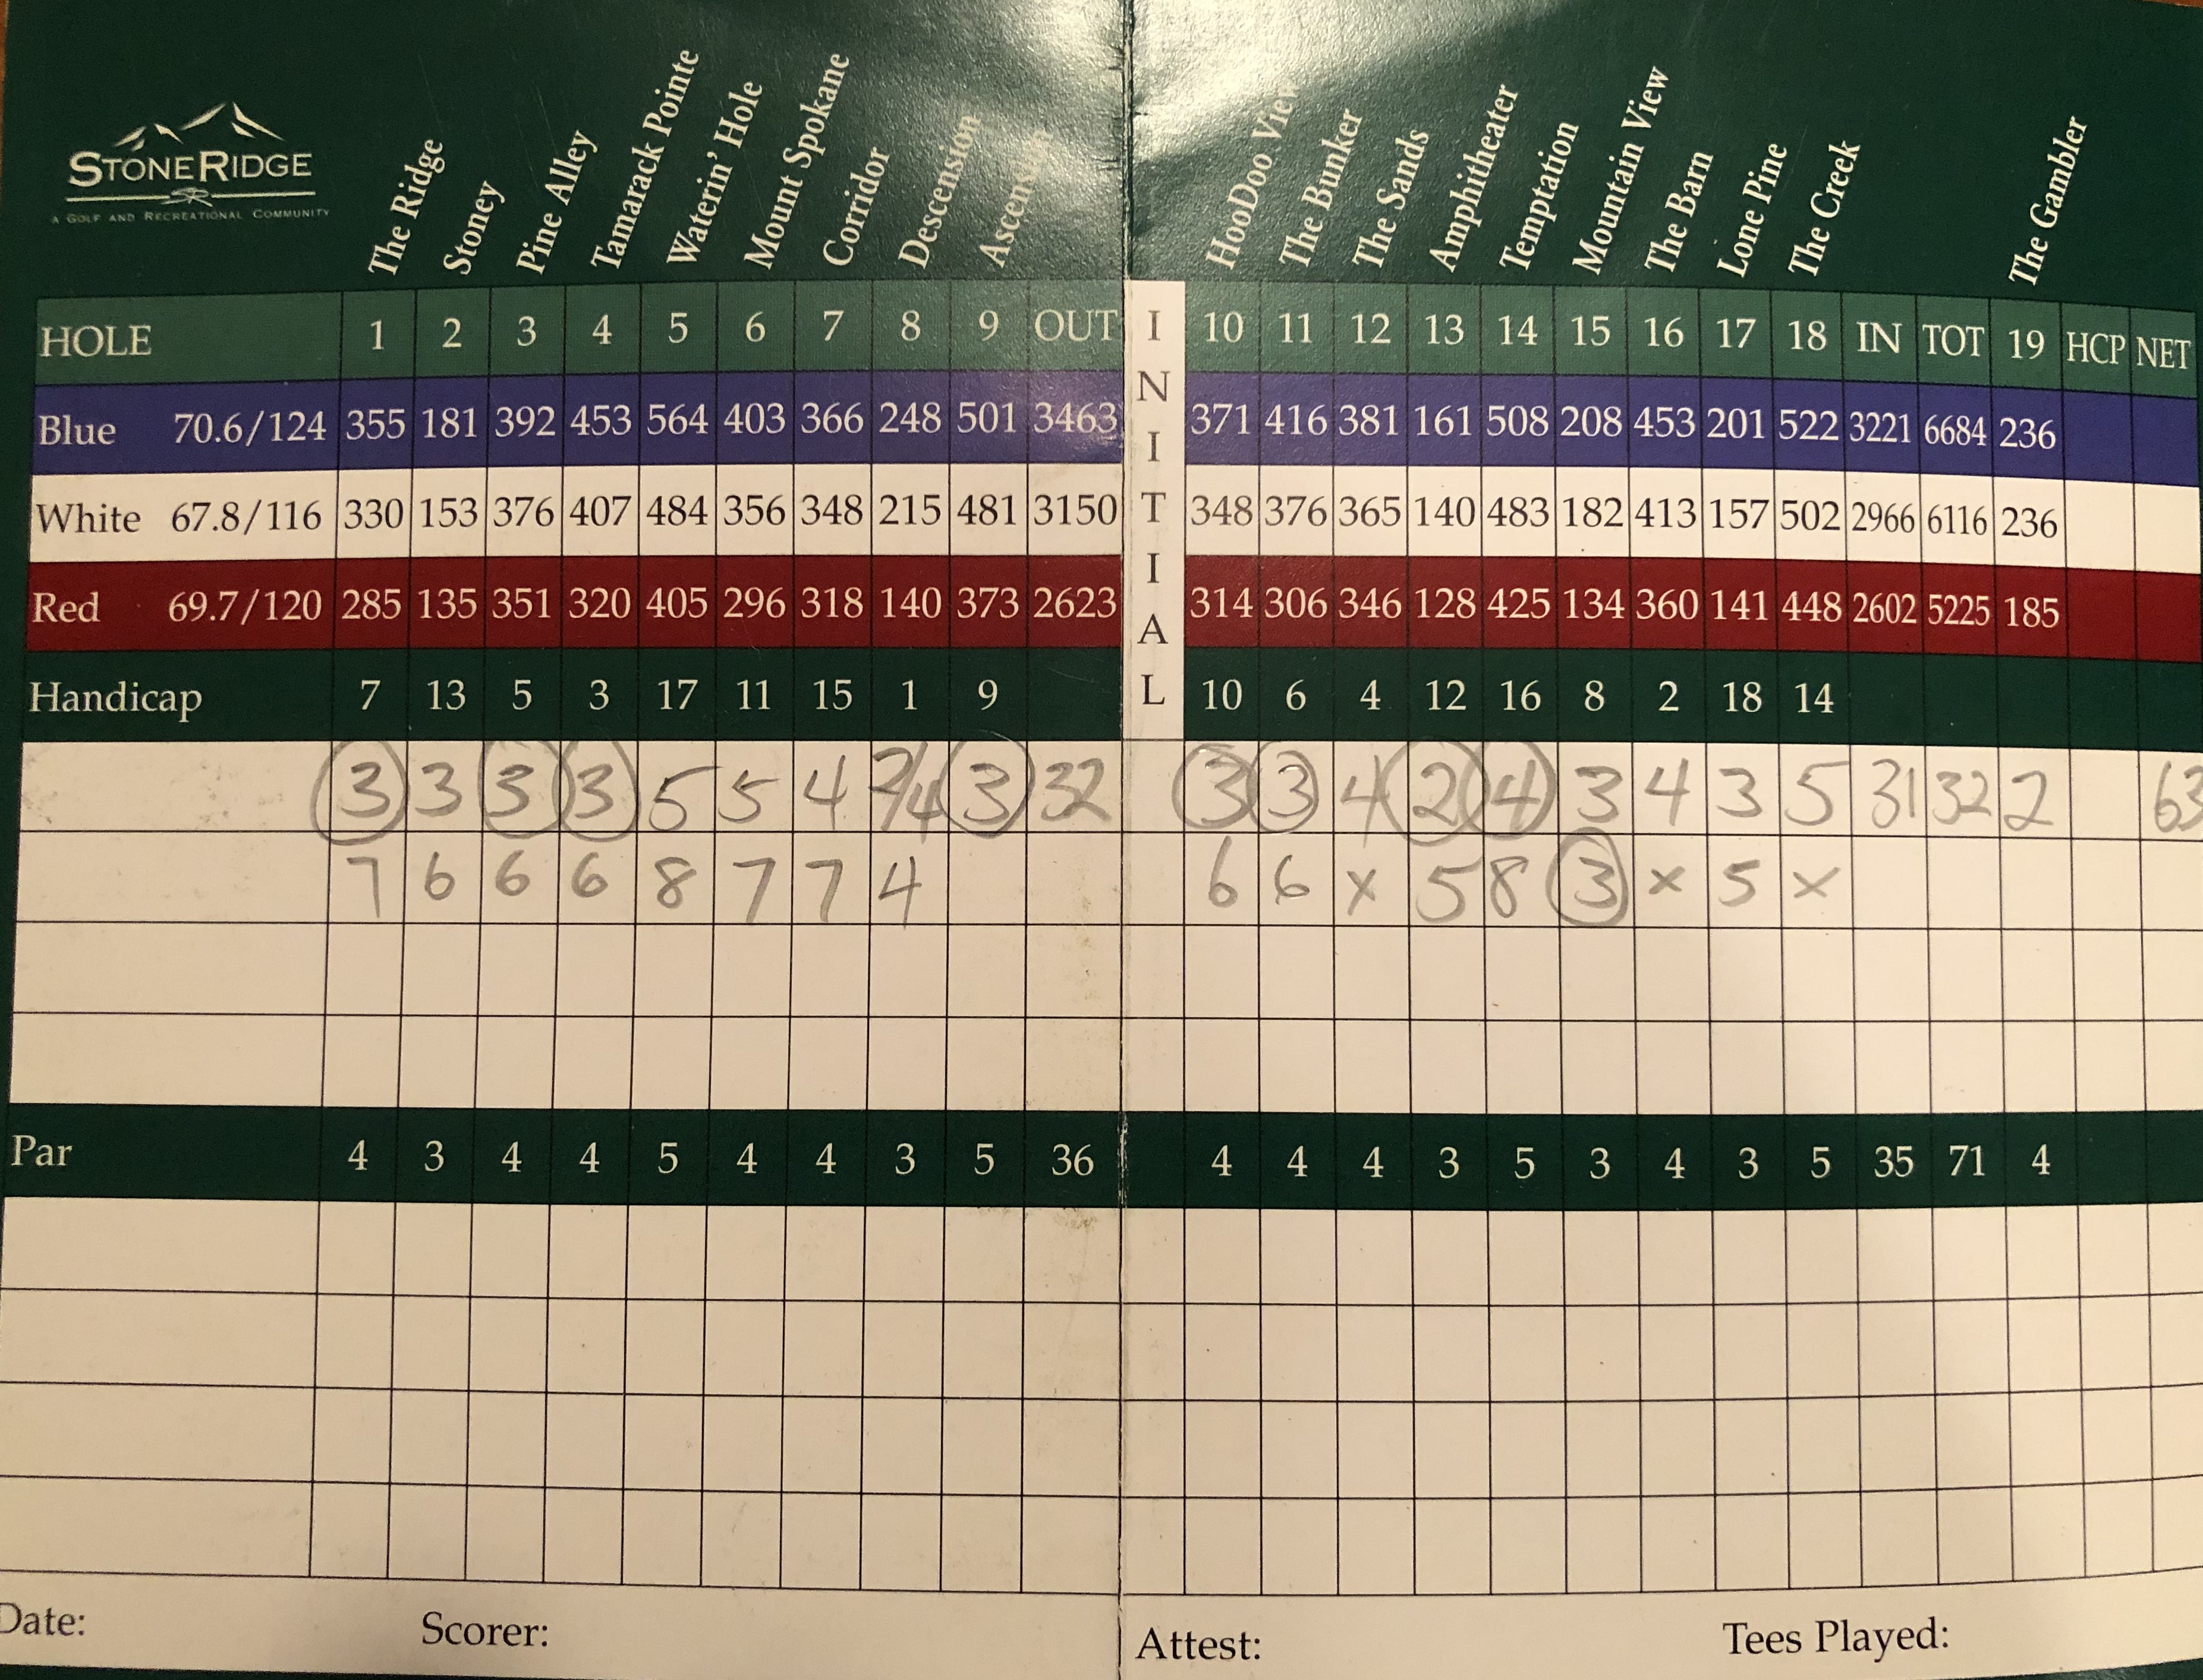 The Ridge
Stoney
Pine Alley
Tamarack Pointe
Waterin' Hole
Mount Spokane
Corridor
Descension
Ascension
HooDoo View
The Bunker
The Sands
Amphitheater
Temptation
Mountain View
The Barn
Lone Pine
The Creek
The Gambler
STONERIDGE
A GOLF AND RECREATIONAL COMMUNITY
HOLE 1 2 3 4 5 6 7 8 9 OUT INITIAL 10 11 12 13 14 15 16 17 18 IN TOT 19 HCP NET
Blue 70.6/124 355 181 392 453 564 403 366 248 501 3463 371 416 381 161 508 208 453 201 522 3221 6684 236
White 67.8/116 330 153 376 407 484 356 348 215 481 3150 348 376 365 140 483 182 413 157 502 2966 6116 236
Red 69.7/120 285 135 351 320 405 296 318 140 373 2623 314 306 346 128 425 134 360 141 448 2602 5225 185
Handicap 7 13 5 3 17 11 15 1 9 10 6 4 12 16 8 2 18 14
3 3 3 3 5 5 4 4 3 32 3 3 4 2 4 3 4 3 5 31 32 2 63
7 6 6 6 8 7 7 4 6 6 x 5 8 3 x 5 x
Par 4 3 4 4 5 4 4 3 5 36 4 4 4 3 5 3 4 3 5 35 71 4
Date: Scorer: Attest: Tees Played: